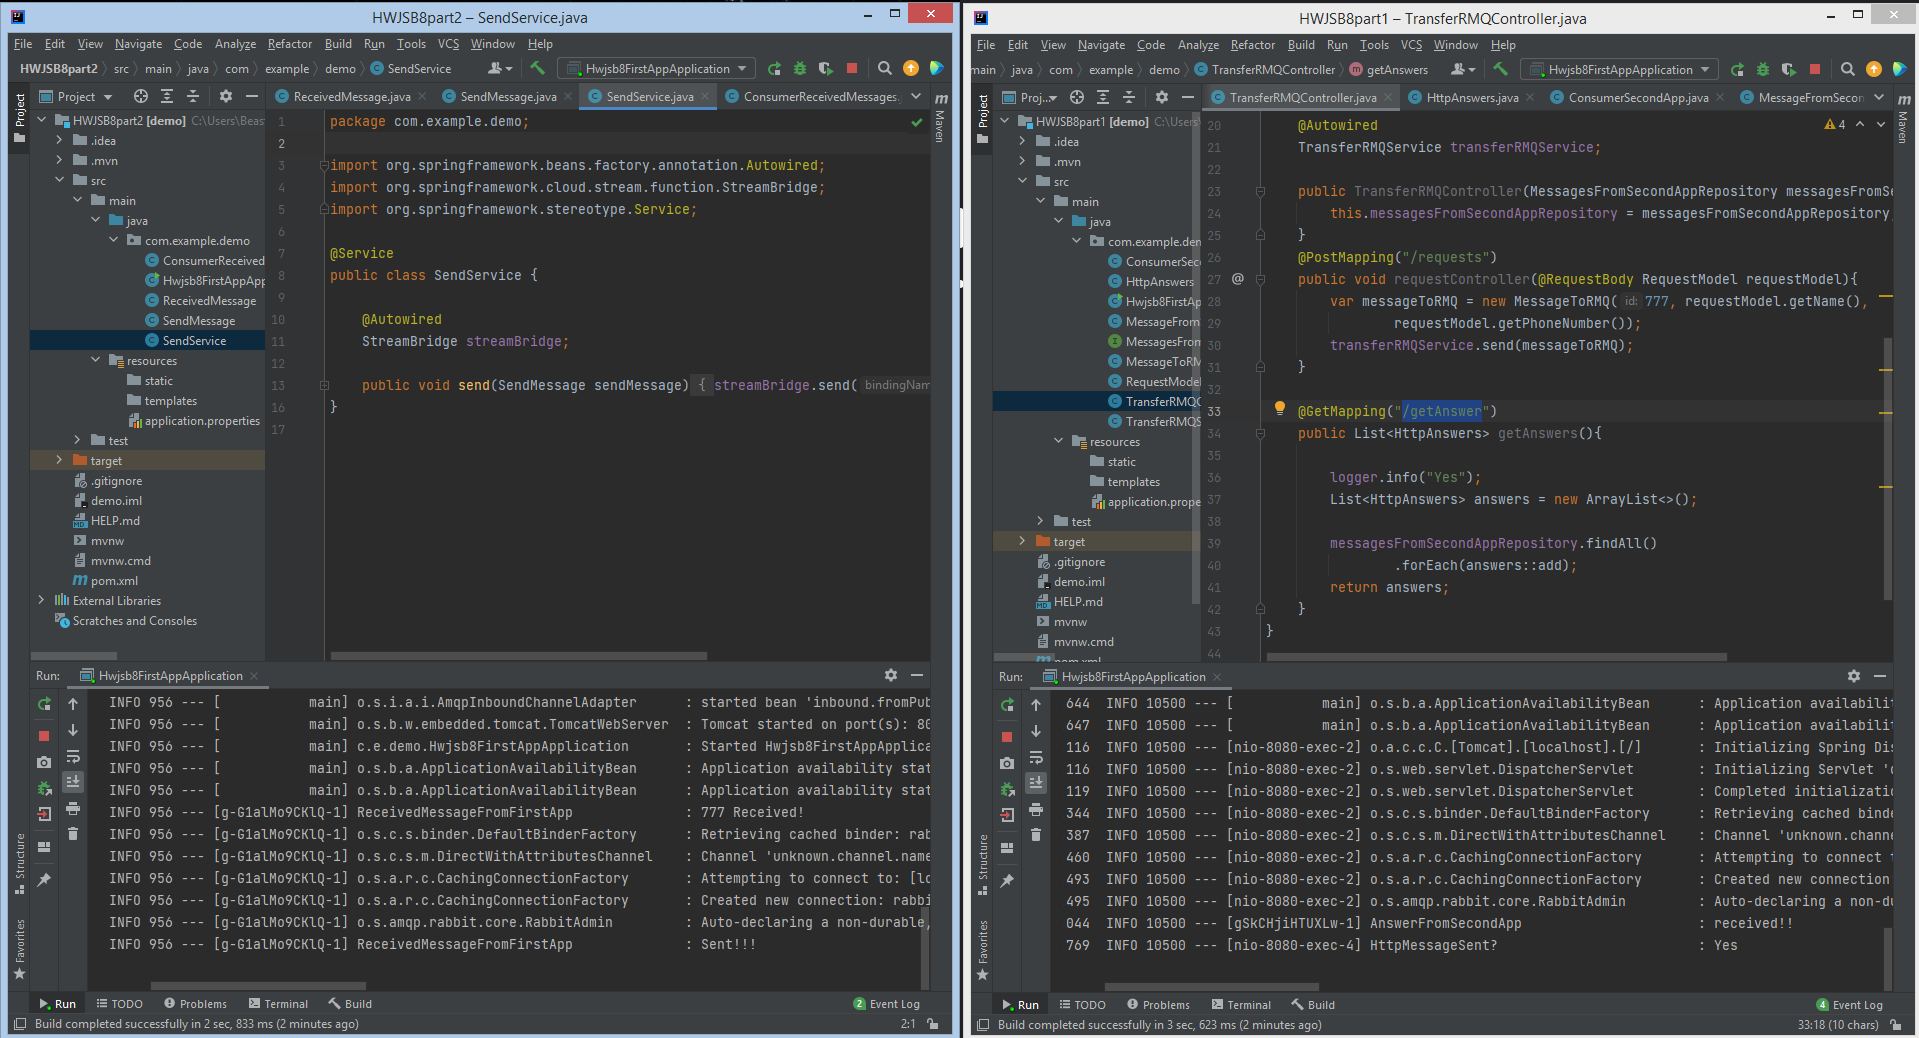 HWJSB8part2 – SendService.java
File Edit View Navigate Code Analyze Refactor Build Run Tools VCS Window Help
HWJSB8part2 src main java com example demo SendService Hwjsb8FirstAppApplication
Project ReceivedMessage.java SendMessage.java SendService.java ConsumerReceivedMessages.
Project
Maven
HWJSB8part2 [demo] C:\Users\Beas
.idea
.mvn
src
main
java
com.example.demo
ConsumerReceived
Hwjsb8FirstAppApp
ReceivedMessage
SendMessage
SendService
resources
static
templates
application.properties
test
target
.gitignore
demo.iml
HELP.md
mvnw
mvnw.cmd
pom.xml
External Libraries
Scratches and Consoles
1 package com.example.demo;
2
3 import org.springframework.beans.factory.annotation.Autowired;
4 import org.springframework.cloud.stream.function.StreamBridge;
5 import org.springframework.stereotype.Service;
6
7 @Service
8 public class SendService {
9
10 @Autowired
11 StreamBridge streamBridge;
12
13 public void send(SendMessage sendMessage) { streamBridge.send( bindingNam
16 }
17
Run: Hwjsb8FirstAppApplication
INFO 956 --- [ main] o.s.i.a.i.AmqpInboundChannelAdapter : started bean 'inbound.fromPub
INFO 956 --- [ main] o.s.b.w.embedded.tomcat.TomcatWebServer : Tomcat started on port(s): 80
INFO 956 --- [ main] c.e.demo.Hwjsb8FirstAppApplication : Started Hwjsb8FirstAppApplica
INFO 956 --- [ main] o.s.b.a.ApplicationAvailabilityBean : Application availability stat
INFO 956 --- [ main] o.s.b.a.ApplicationAvailabilityBean : Application availability stat
INFO 956 --- [g-G1alMo9CKlQ-1] ReceivedMessageFromFirstApp : 777 Received!
INFO 956 --- [g-G1alMo9CKlQ-1] o.s.c.s.binder.DefaultBinderFactory : Retrieving cached binder: rab
INFO 956 --- [g-G1alMo9CKlQ-1] o.s.c.s.m.DirectWithAttributesChannel : Channel 'unknown.channel.name
INFO 956 --- [g-G1alMo9CKlQ-1] o.s.a.r.c.CachingConnectionFactory : Attempting to connect to: [lo
INFO 956 --- [g-G1alMo9CKlQ-1] o.s.a.r.c.CachingConnectionFactory : Created new connection: rabbi
INFO 956 --- [g-G1alMo9CKlQ-1] o.s.amqp.rabbit.core.RabbitAdmin : Auto-declaring a non-durable,
INFO 956 --- [g-G1alMo9CKlQ-1] ReceivedMessageFromFirstApp : Sent!!!
Structure
Favorites
Run TODO Problems Terminal Build 2 Event Log
Build completed successfully in 2 sec, 833 ms (2 minutes ago) 2:1
HWJSB8part1 – TransferRMQController.java
File Edit View Navigate Code Analyze Refactor Build Run Tools VCS Window Help
main java com example demo TransferRMQController getAnswers Hwjsb8FirstAppApplication
Proj... TransferRMQController.java HttpAnswers.java ConsumerSecondApp.java MessageFromSecon
Project
Maven
HWJSB8part1 [demo] C:\Users\
.idea
.mvn
src
main
java
com.example.dem
ConsumerSec
HttpAnswers
Hwjsb8FirstAp
MessageFrom
MessagesFrom
MessageToRM
RequestModel
TransferRMQC
TransferRMQS
resources
static
templates
application.prope
test
target
.gitignore
demo.iml
HELP.md
mvnw
mvnw.cmd
pom.xml
4
20 @Autowired
21 TransferRMQService transferRMQService;
22
23 public TransferRMQController(MessagesFromSecondAppRepository messagesFromSe
24 this.messagesFromSecondAppRepository = messagesFromSecondAppRepository;
25 }
26 @PostMapping("/requests")
27 public void requestController(@RequestBody RequestModel requestModel){
28 var messageToRMQ = new MessageToRMQ( id: 777, requestModel.getName(),
29 requestModel.getPhoneNumber());
30 transferRMQService.send(messageToRMQ);
31 }
32
33 @GetMapping("/getAnswer")
34 public List<HttpAnswers> getAnswers(){
35
36 logger.info("Yes");
37 List<HttpAnswers> answers = new ArrayList<>();
38
39 messagesFromSecondAppRepository.findAll()
40 .forEach(answers::add);
41 return answers;
42 }
43 }
44
Run: Hwjsb8FirstAppApplication
644 INFO 10500 --- [ main] o.s.b.a.ApplicationAvailabilityBean : Application availabilit
647 INFO 10500 --- [ main] o.s.b.a.ApplicationAvailabilityBean : Application availabilit
116 INFO 10500 --- [nio-8080-exec-2] o.a.c.c.C.[Tomcat].[localhost].[/] : Initializing Spring Dis
116 INFO 10500 --- [nio-8080-exec-2] o.s.web.servlet.DispatcherServlet : Initializing Servlet 'd
119 INFO 10500 --- [nio-8080-exec-2] o.s.web.servlet.DispatcherServlet : Completed initializatio
344 INFO 10500 --- [nio-8080-exec-2] o.s.c.s.binder.DefaultBinderFactory : Retrieving cached binde
387 INFO 10500 --- [nio-8080-exec-2] o.s.c.s.m.DirectWithAttributesChannel : Channel 'unknown.channe
460 INFO 10500 --- [nio-8080-exec-2] o.s.a.r.c.CachingConnectionFactory : Attempting to connect t
493 INFO 10500 --- [nio-8080-exec-2] o.s.a.r.c.CachingConnectionFactory : Created new connection
495 INFO 10500 --- [nio-8080-exec-2] o.s.amqp.rabbit.core.RabbitAdmin : Auto-declaring a non-du
044 INFO 10500 --- [gSkCHjiHTUXLw-1] AnswerFromSecondApp : received!!
769 INFO 10500 --- [nio-8080-exec-4] HttpMessageSent? : Yes
Structure
Favorites
Run TODO Problems Terminal Build 4 Event Log
Build completed successfully in 3 sec, 623 ms (2 minutes ago) 33:18 (10 chars)